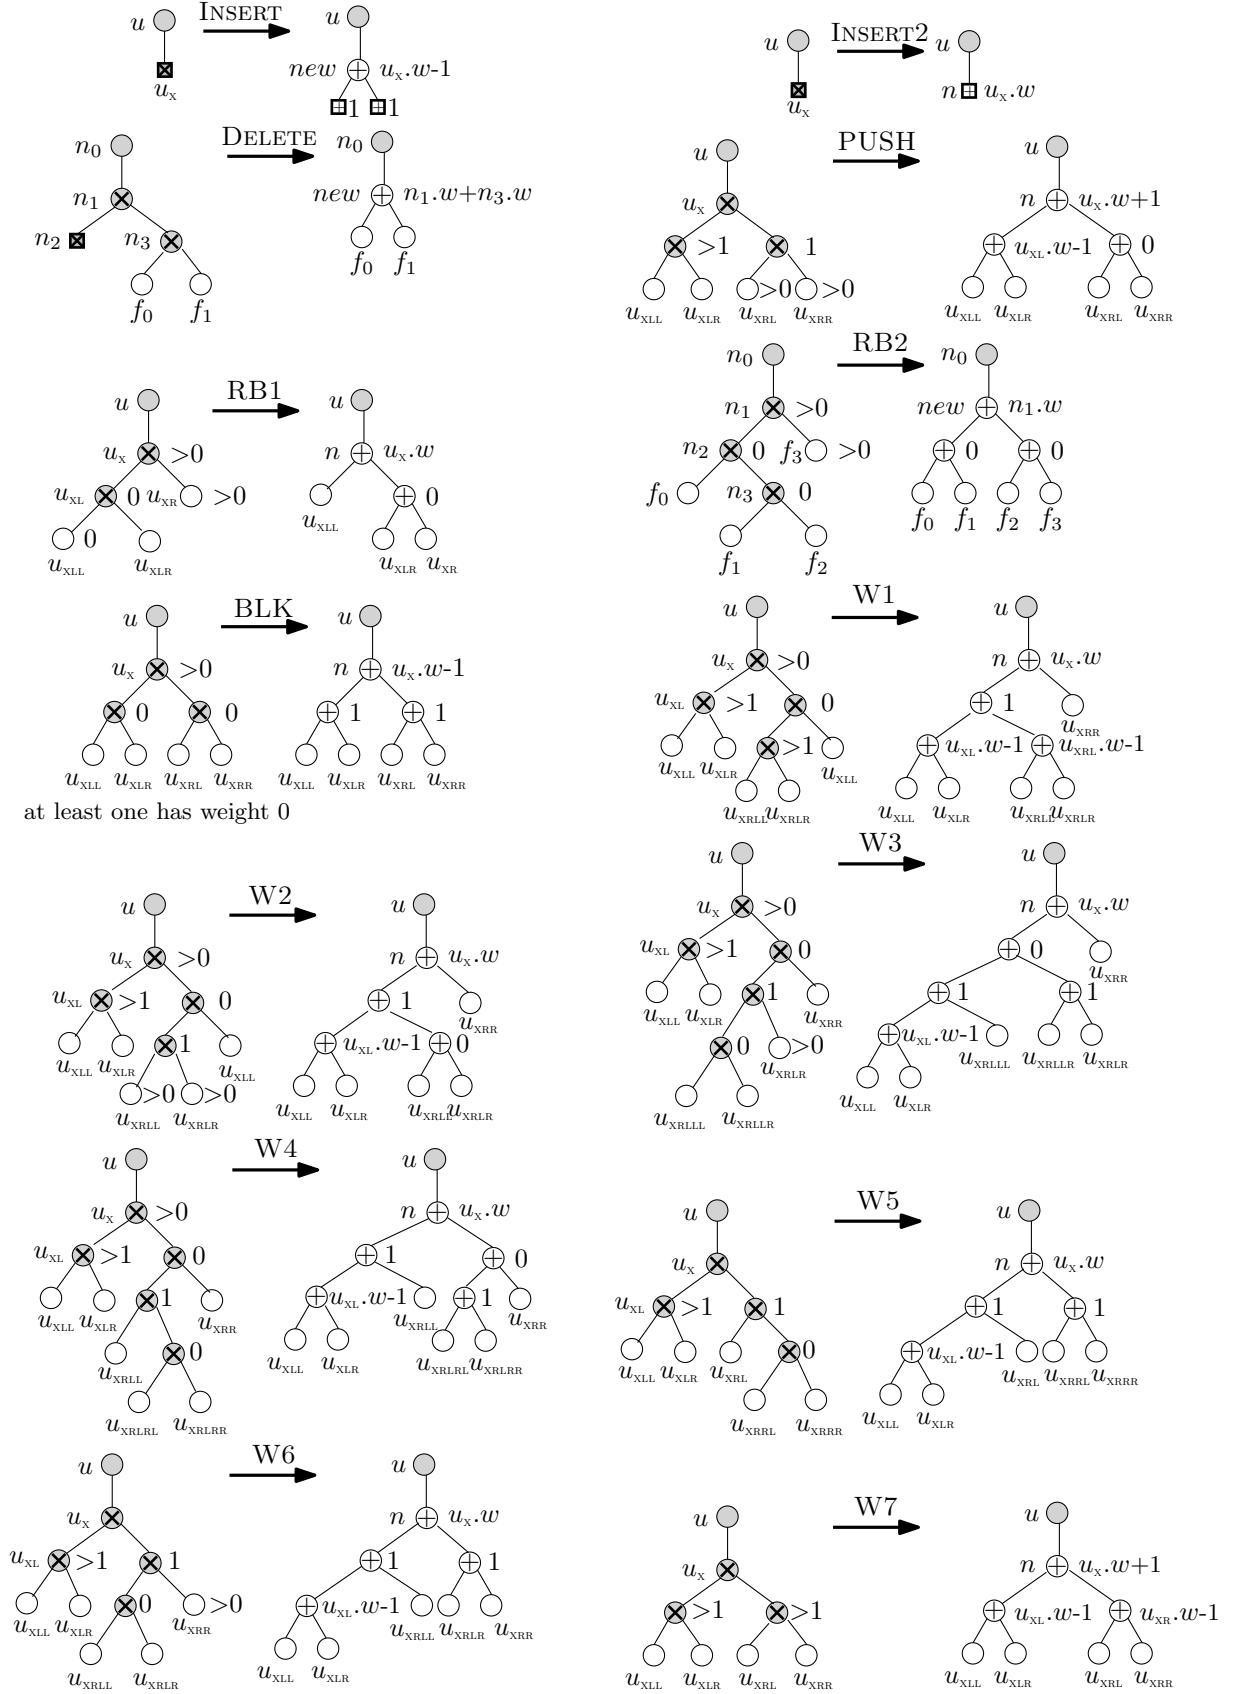 INSERT
u
u_X
u
new u_X.w-1
1 1
INSERT2
u
u_X
u
n u_X.w
DELETE
n_0
n_1
n_2 n_3
f_0 f_1
n_0
new n_1.w+n_3.w
f_0 f_1
PUSH
u
u_X
>1 1
>0 >0
u_XLL u_XLR u_XRL u_XRR
u
n u_X.w+1
u_XL.w-1 0
u_XLL u_XLR u_XRL u_XRR
RB1
u
u_X >0
u_XL 0 u_XR >0
0
u_XLL u_XLR
u
n u_X.w
u_XLL 0
u_XLR u_XR
RB2
n_0
n_1 >0
n_2 0 f_3 >0
f_0 n_3 0
f_1 f_2
n_0
new n_1.w
0 0
f_0 f_1 f_2 f_3
BLK
u
u_X >0
0 0
u_XLL u_XLR u_XRL u_XRR
at least one has weight 0
u
n u_X.w-1
1 1
u_XLL u_XLR u_XRL u_XRR
W1
u
u_X >0
u_XL >1 0
>1
u_XLL u_XLR u_XLL
u_XRLL u_XRLR
u
n u_X.w
1
u_XRR
u_XL.w-1 u_XRL.w-1
u_XLL u_XLR u_XRLL u_XRLR
W2
u
u_X >0
u_XL >1 0
1
u_XLL u_XLR u_XLL
>0 >0
u_XRLL u_XRLR
u
n u_X.w
1
u_XRR
u_XL.w-1 0
u_XLL u_XLR u_XRLL u_XRLR
W3
u
u_X >0
u_XL >1 0
1
u_XLL u_XLR u_XRR
0 >0
u_XRLR
u_XRLLL u_XRLLR
u
n u_X.w
0
u_XRR
1 1
u_XL.w-1
u_XRLLL u_XRLLR u_XRLR
u_XLL u_XLR
W4
u
u_X >0
u_XL >1 0
1
u_XLL u_XLR u_XRR
0
u_XRLL
u_XRLRL u_XRLRR
u
n u_X.w
1 0
u_XL.w-1 1
u_XRLL u_XRR
u_XLL u_XLR u_XRLRL u_XRLRR
W5
u
u_X
u_XL >1 1
0
u_XLL u_XLR u_XRL
u_XRRL u_XRRR
u
n u_X.w
1 1
u_XL.w-1
u_XRL u_XRRL u_XRRR
u_XLL u_XLR
W6
u
u_X
u_XL >1 1
0 >0
u_XLL u_XLR u_XRR
u_XRLL u_XRLR
u
n u_X.w
1 1
u_XL.w-1
u_XRLL u_XRLR u_XRR
u_XLL u_XLR
W7
u
u_X
>1 >1
u_XLL u_XLR u_XRL u_XRR
u
n u_X.w+1
u_XL.w-1 u_XR.w-1
u_XLL u_XLR u_XRL u_XRR